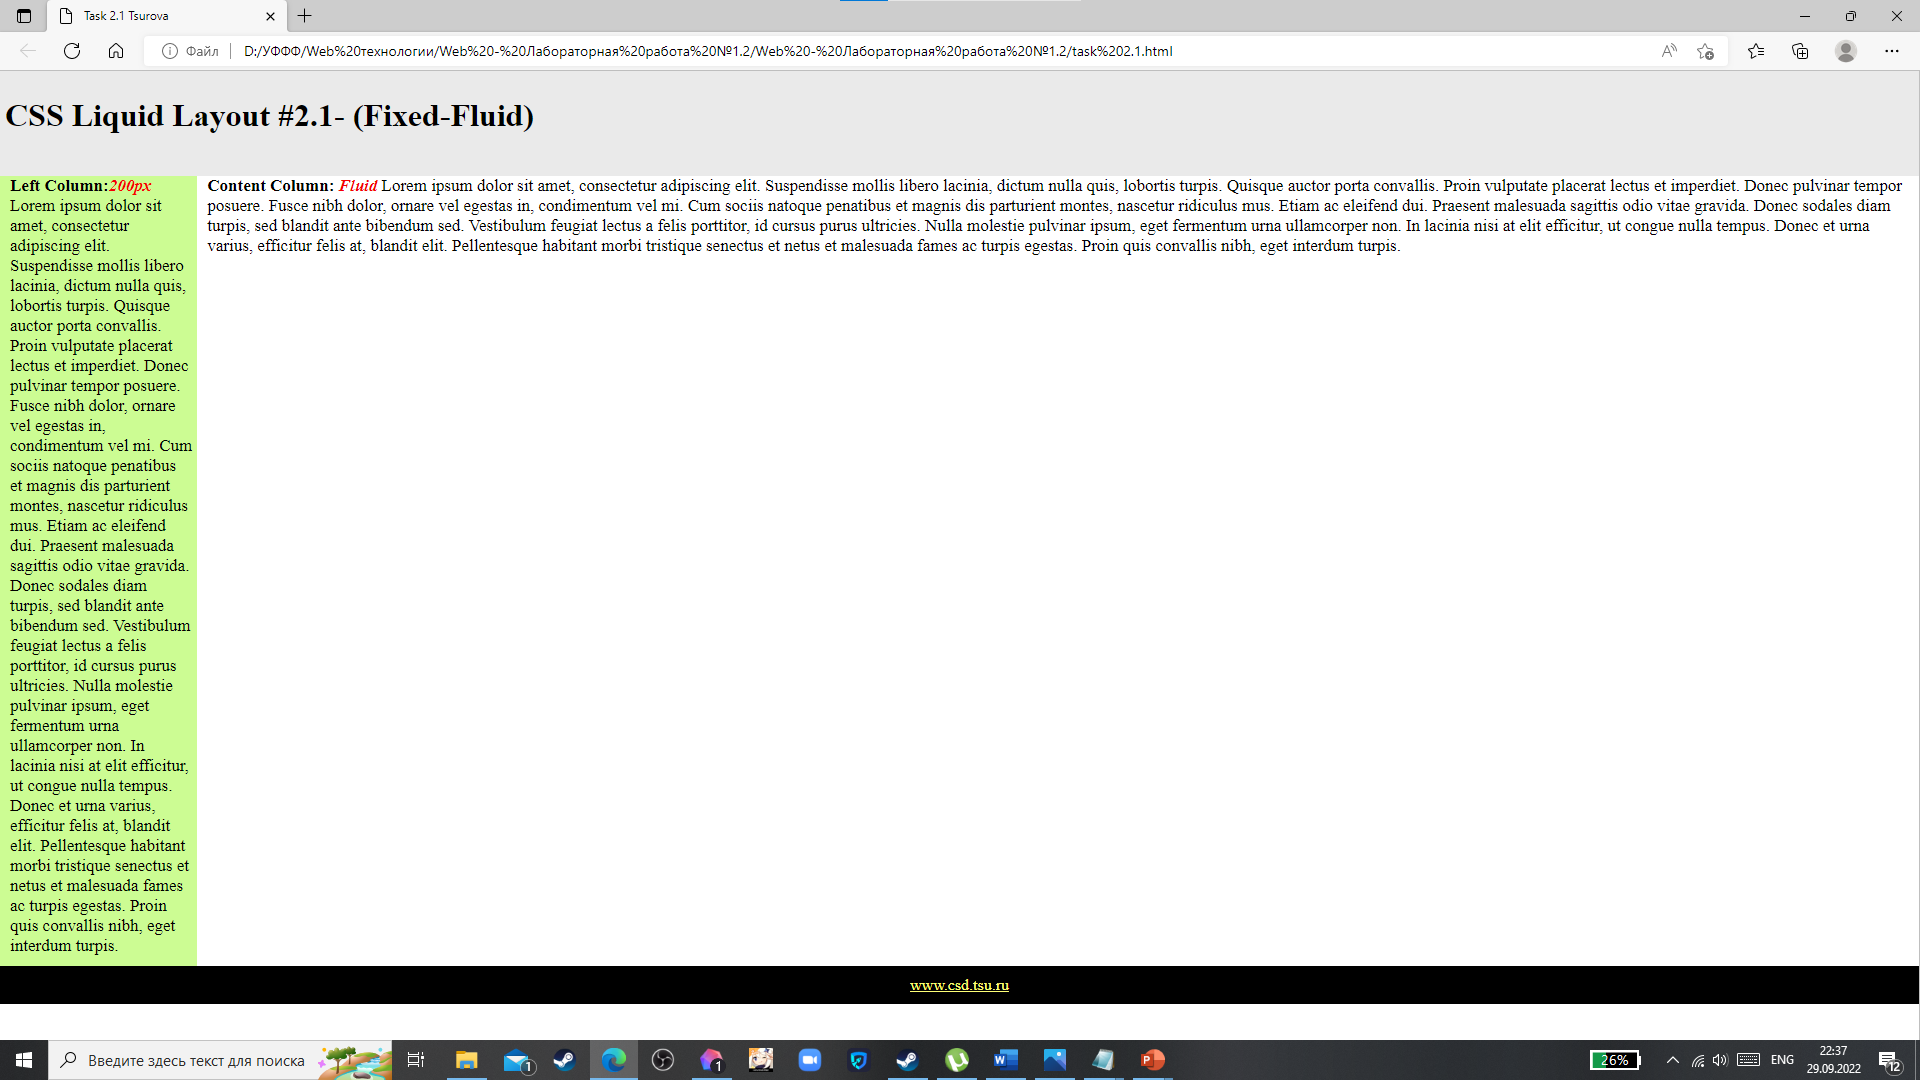 Task 2.1 Tsurova
Файл
D:/УФФФ/Web%20технологии/Web%20-%20Лабораторная%20работа%20№1.2/Web%20-%20Лабораторная%20работа%20№1.2/task%202.1.html
CSS Liquid Layout #2.1- (Fixed-Fluid)
Left Column:200px
Lorem ipsum dolor sit
amet, consectetur
adipiscing elit.
Suspendisse mollis libero
lacinia, dictum nulla quis,
lobortis turpis. Quisque
auctor porta convallis.
Proin vulputate placerat
lectus et imperdiet. Donec
pulvinar tempor posuere.
Fusce nibh dolor, ornare
vel egestas in,
condimentum vel mi. Cum
sociis natoque penatibus
et magnis dis parturient
montes, nascetur ridiculus
mus. Etiam ac eleifend
dui. Praesent malesuada
sagittis odio vitae gravida.
Donec sodales diam
turpis, sed blandit ante
bibendum sed. Vestibulum
feugiat lectus a felis
porttitor, id cursus purus
ultricies. Nulla molestie
pulvinar ipsum, eget
fermentum urna
ullamcorper non. In
lacinia nisi at elit efficitur,
ut congue nulla tempus.
Donec et urna varius,
efficitur felis at, blandit
elit. Pellentesque habitant
morbi tristique senectus et
netus et malesuada fames
ac turpis egestas. Proin
quis convallis nibh, eget
interdum turpis.
Content Column: Fluid Lorem ipsum dolor sit amet, consectetur adipiscing elit. Suspendisse mollis libero lacinia, dictum nulla quis, lobortis turpis. Quisque auctor porta convallis. Proin vulputate placerat lectus et imperdiet. Donec pulvinar tempor
posuere. Fusce nibh dolor, ornare vel egestas in, condimentum vel mi. Cum sociis natoque penatibus et magnis dis parturient montes, nascetur ridiculus mus. Etiam ac eleifend dui. Praesent malesuada sagittis odio vitae gravida. Donec sodales diam
turpis, sed blandit ante bibendum sed. Vestibulum feugiat lectus a felis porttitor, id cursus purus ultricies. Nulla molestie pulvinar ipsum, eget fermentum urna ullamcorper non. In lacinia nisi at elit efficitur, ut congue nulla tempus. Donec et urna
varius, efficitur felis at, blandit elit. Pellentesque habitant morbi tristique senectus et netus et malesuada fames ac turpis egestas. Proin quis convallis nibh, eget interdum turpis.
www.csd.tsu.ru
Введите здесь текст для поиска
1
1
26%
ENG
22:37
29.09.2022
12